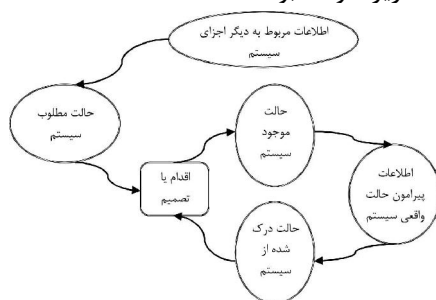 اطلاعات مربوط به دیگر اجزای
سیستم
حالت مطلوب
سیستم
حالت
موجود
سیستم
اقدام یا
تصمیم
اطلاعات
پیرامون حالت
واقعی سیستم
حالت درک
شده از
سیستم